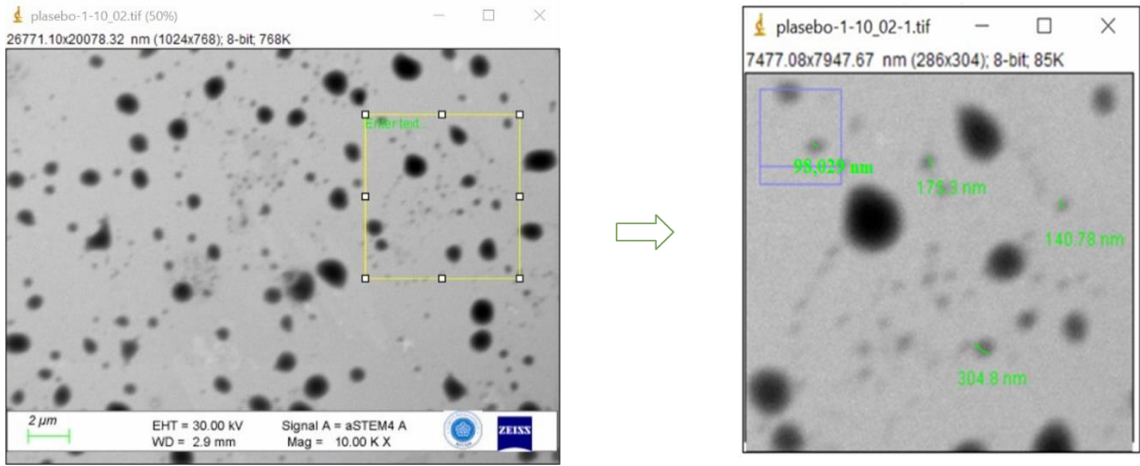 plasebo-1-10_02.tif (50%)
26771.10x20078.32 nm (1024x768); 8-bit; 768K
Enter text...
2 µm
EHT = 30.00 kV
Signal A = aSTEM4 A
WD = 2.9 mm
Mag = 10.00 K X
ZEISS
plasebo-1-10_02-1.tif
7477.08x7947.67 nm (286x304); 8-bit; 85K
98,029 nm
175.3 nm
140.78 nm
304.8 nm